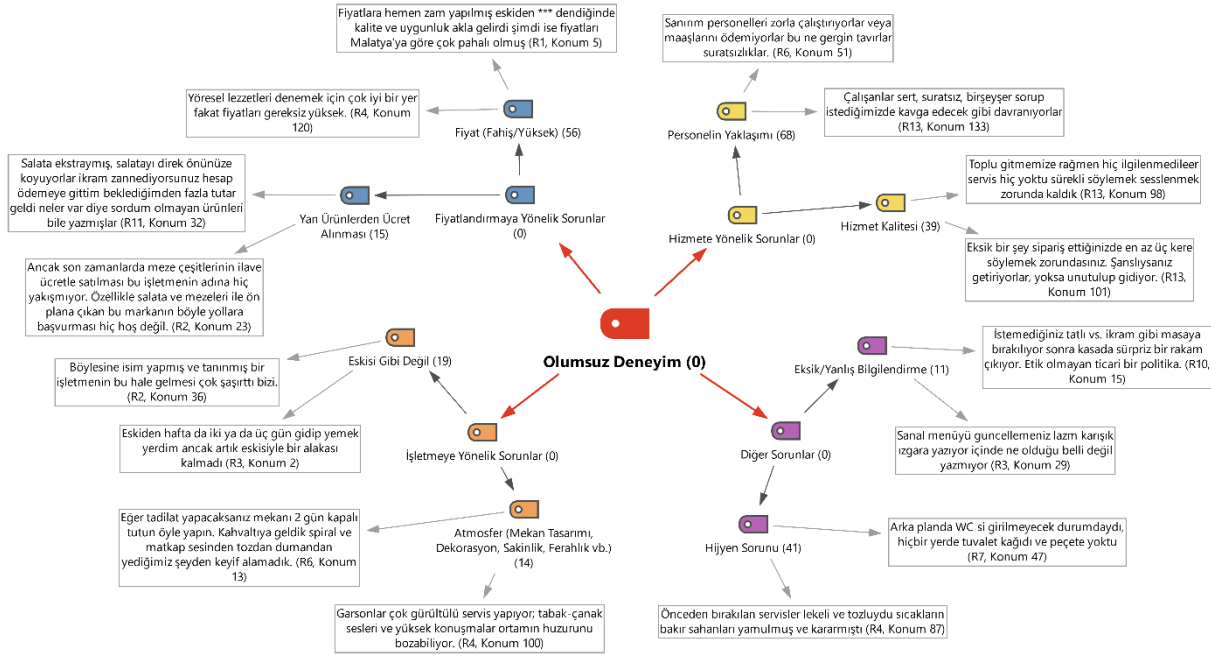 Fiyatlara hemen zam yapılmış eskiden *** dendiğinde
kalite ve uygunluk akla gelirdi şimdi ise fiyatları
Malatya'ya göre çok pahalı olmuş (R1, Konum 5)
Yöresel lezzetleri denemek için çok iyi bir yer
fakat fiyatları gereksiz yüksek. (R4, Konum
120)
Fiyat (Fahiş/Yüksek) (56)
Salata ekstraymış, salatayı direk önünüze
koyuyorlar ikram zannediyorsunuz hesap
ödemeye gittim beklediğimden fazla tutar
geldi neler var diye sordum olmayan ürünleri
bile yazmışlar (R11, Konum 32)
Yan Ürünlerden Ücret
Alınması (15)
Fiyatlandırmaya Yönelik Sorunlar
(0)
Ancak son zamanlarda meze çeşitlerinin ilave
ücretle satılması bu işletmenin adına hiç
yakışmıyor. Özellikle salata ve mezeleri ile ön
plana çıkan bu markanın böyle yollara
başvurması hiç hoş değil. (R2, Konum 23)
Sanırım personelleri zorla çalıştırıyorlar veya
maaşlarını ödemiyorlar bu ne gergin tavırlar
suratsızlıklar. (R6, Konum 51)
Personelin Yaklaşımı (68)
Çalışanlar sert, suratsız, birşeyşer sorup
istediğimizde kavga edecek gibi davranıyorlar
(R13, Konum 133)
Toplu gitmemize rağmen hiç ilgilenmedileer
servis hiç yoktu sürekli söylemek sesslenmek
zorunda kaldık (R13, Konum 98)
Hizmete Yönelik Sorunlar (0)
Hizmet Kalitesi (39)
Eksik bir şey sipariş ettiğinizde en az üç kere
söylemek zorundasınız. Şanslıysanız
getiriyorlar, yoksa unutulup gidiyor. (R13,
Konum 101)
Olumsuz Deneyim (0)
Eskisi Gibi Değil (19)
Böylesine isim yapmış ve tanınmış bir
işletmenin bu hale gelmesi çok şaşırttı bizi.
(R2, Konum 36)
Eskiden hafta da iki ya da üç gün gidip yemek
yerdim ancak artık eskisiyle bir alakası
kalmadı (R3, Konum 2)
İşletmeye Yönelik Sorunlar (0)
Eğer tadilat yapacaksanız mekanı 2 gün kapalı
tutun öyle yapın. Kahvaltıya geldik spiral ve
matkap sesinden tozdan dumandan
yediğimiz şeyden keyif alamadık. (R6, Konum
13)
Atmosfer (Mekan Tasarımı,
Dekorasyon, Sakinlik, Ferahlık vb.)
(14)
Garsonlar çok gürültülü servis yapıyor; tabak-çanak
sesleri ve yüksek konuşmalar ortamın huzurunu
bozabiliyor. (R4, Konum 100)
Eksik/Yanlış Bilgilendirme (11)
İstemediğiniz tatlı vs. ikram gibi masaya
bırakılıyor sonra kasada sürpriz bir rakam
çıkıyor. Etik olmayan ticari bir politika. (R10,
Konum 15)
Sanal menüyü guncellemeniz lazm karışık
ızgara yazıyor içinde ne olduğu belli değil
yazmıyor (R3, Konum 29)
Diğer Sorunlar (0)
Hijyen Sorunu (41)
Arka planda WC si girilmeyecek durumdaydı,
hiçbir yerde tuvalet kağıdı ve peçete yoktu
(R7, Konum 47)
Önceden bırakılan servisler lekeli ve tozluydu sıcakların
bakır sahanları yamulmuş ve kararmıştı (R4, Konum 87)